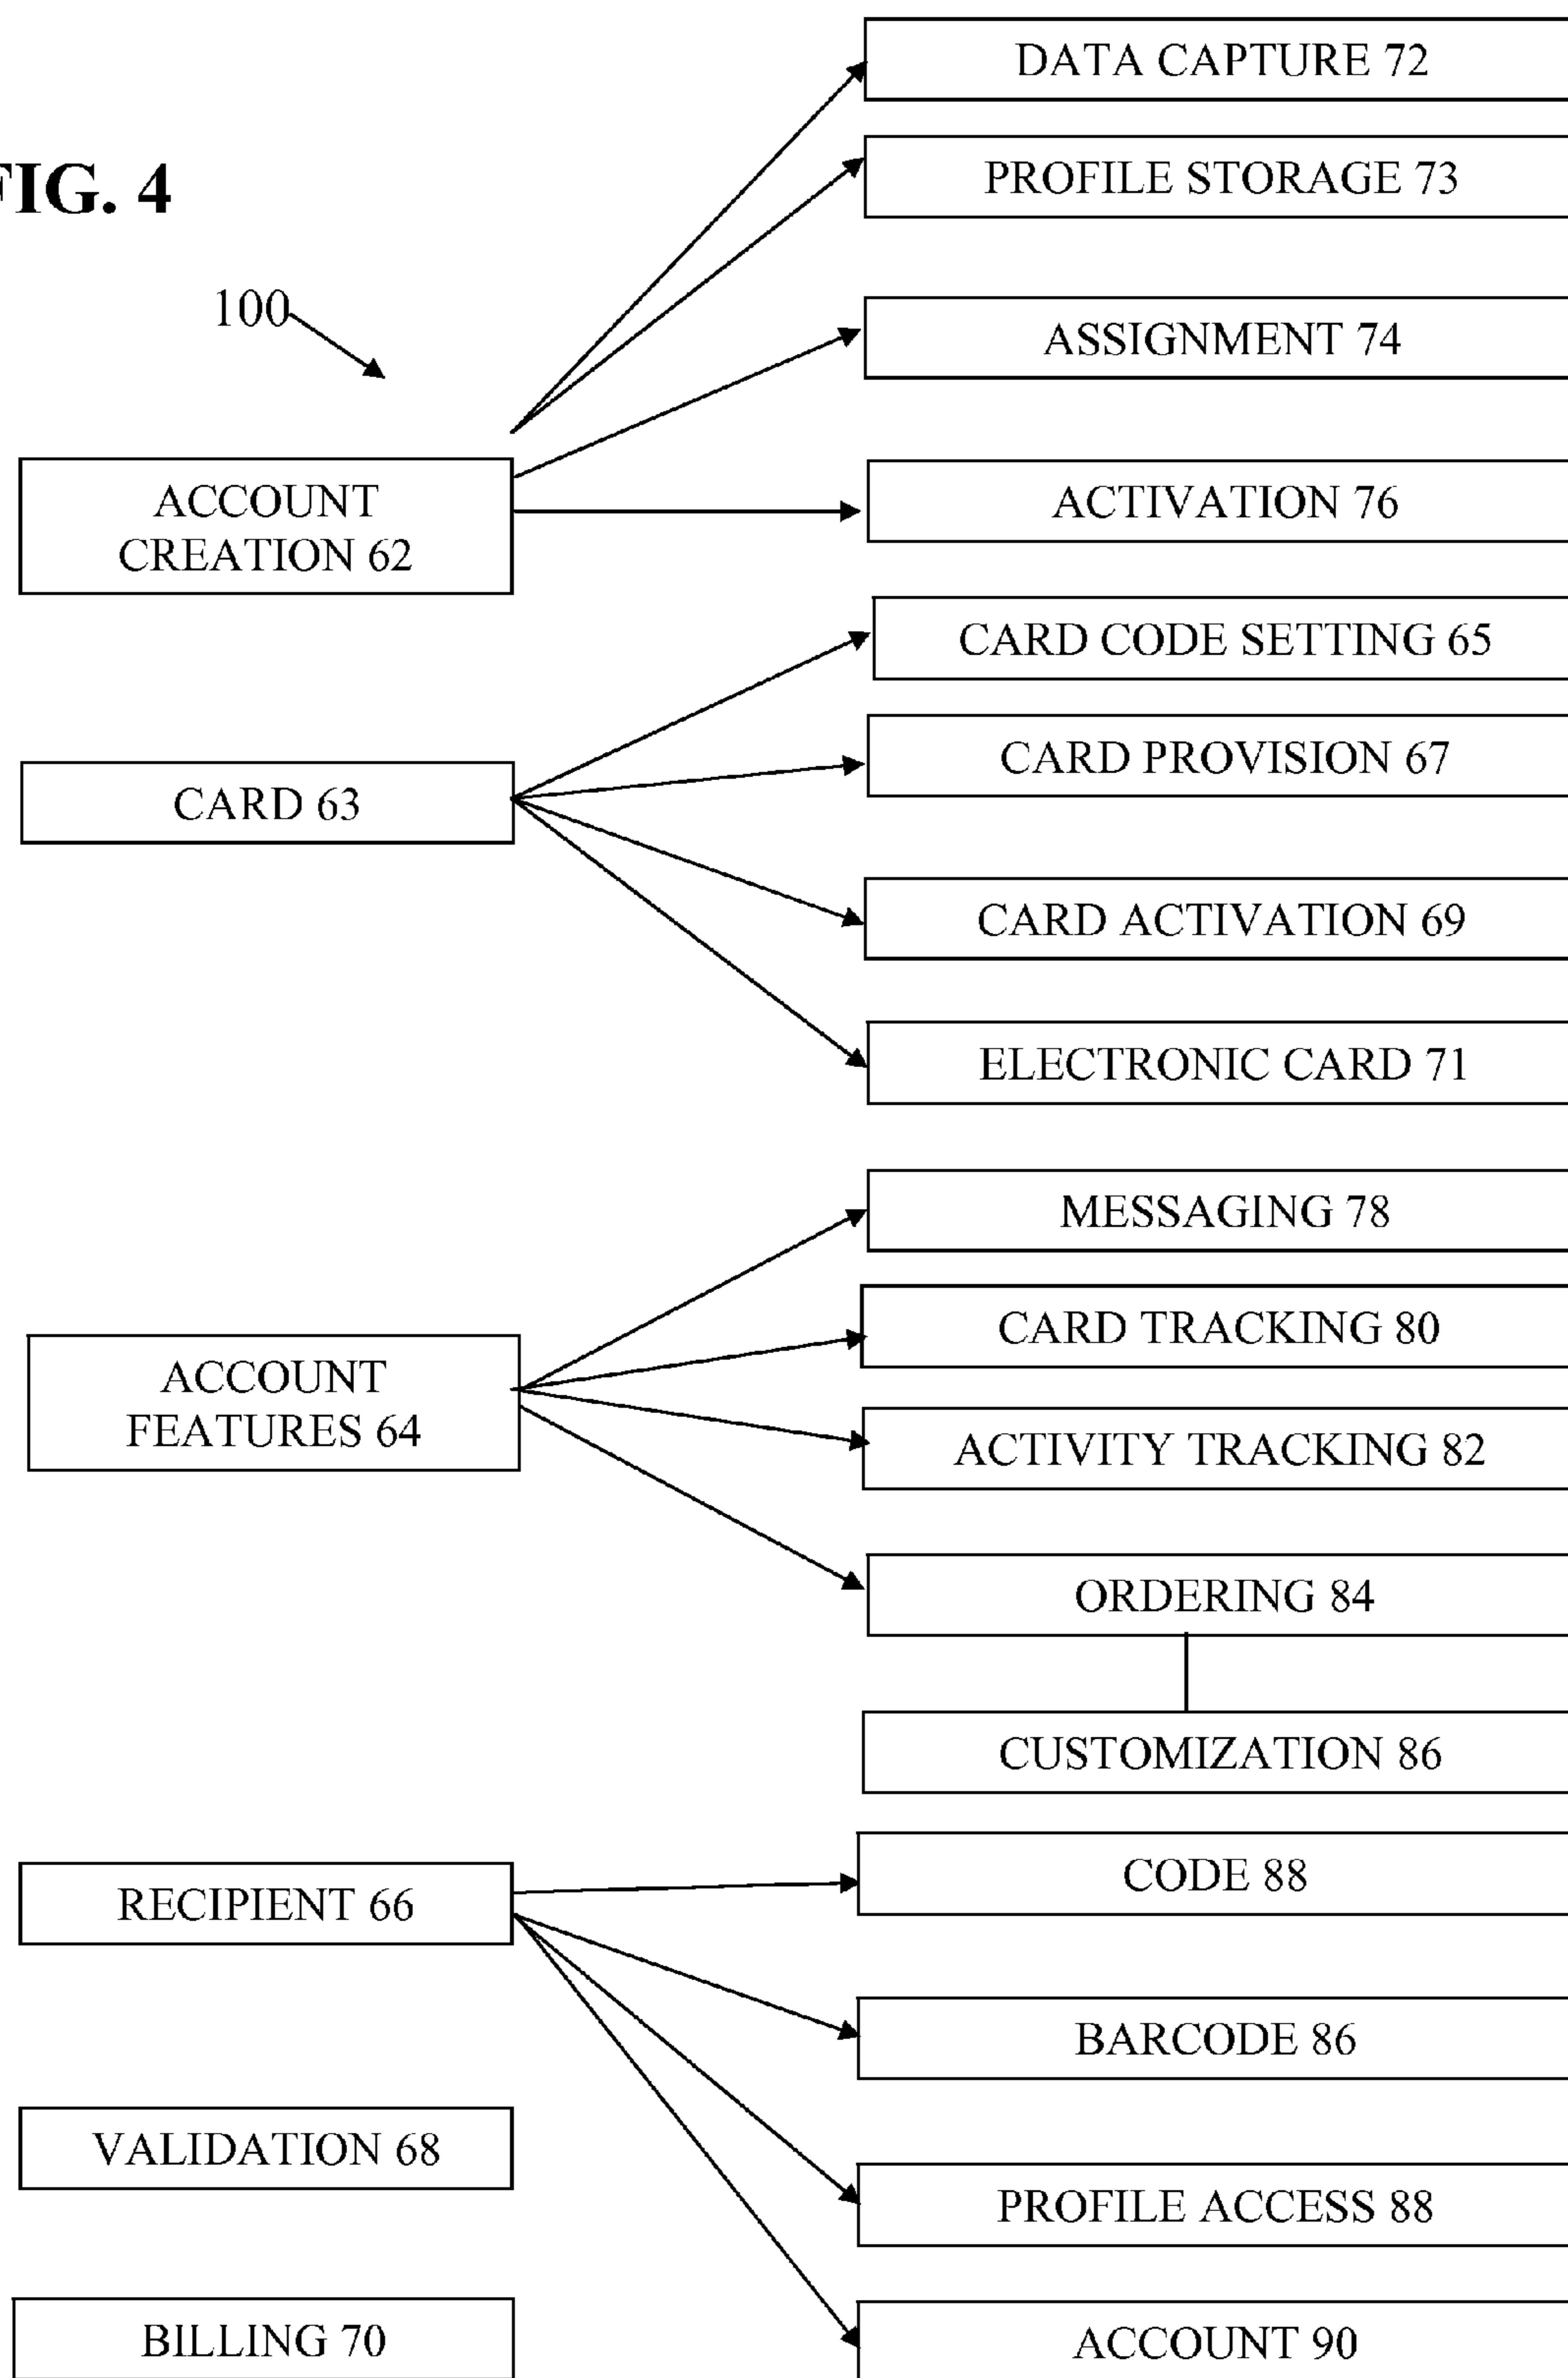 DATA CAPTURE 72
PROFILE STORAGE 73
FIG. 4
100
ASSIGNMENT 74
ACCOUNT
CREATION 62
ACTIVATION 76
CARD CODE SETTING 65
CARD PROVISION 67
CARD 63
CARD ACTIVATION 69
ELECTRONIC CARD 71
MESSAGING 78
CARD TRACKING 80
ACCOUNT
FEATURES 64
ACTIVITY TRACKING 82
ORDERING 84
CUSTOMIZATION 86
CODE 88
RECIPIENT 66
BARCODE 86
VALIDATION 68
PROFILE ACCESS 88
BILLING 70
ACCOUNT 90